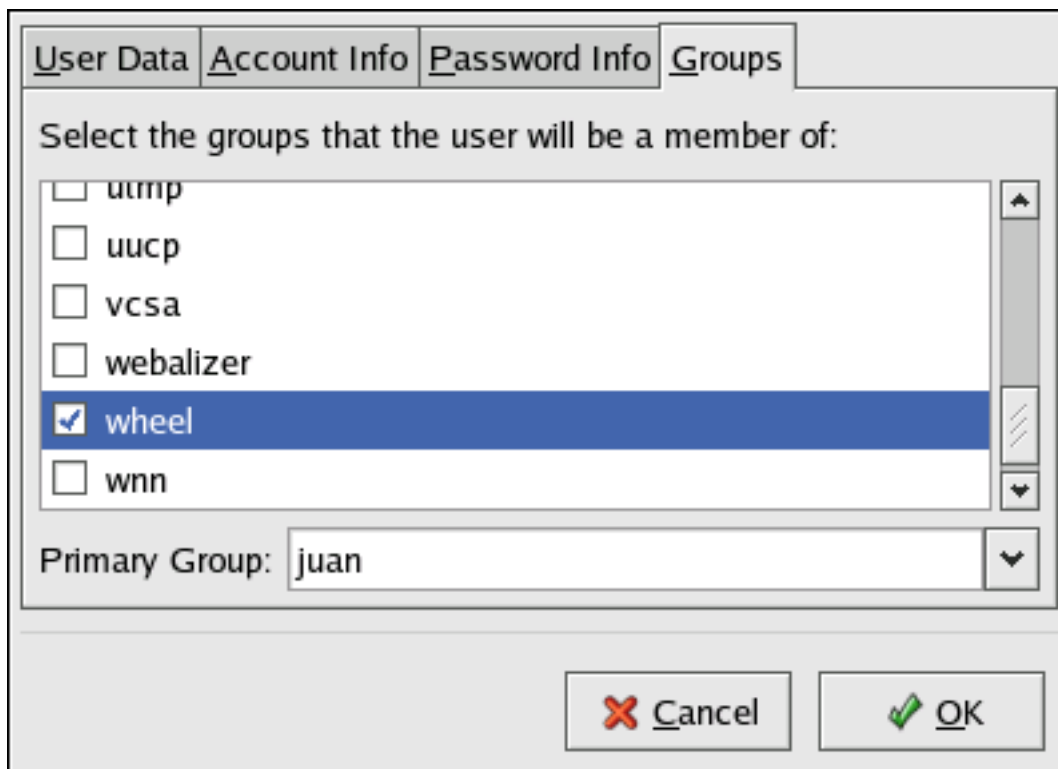 User Data Account Info Password Info Groups
Select the groups that the user will be a member of:
utmp
uucp
vcsa
webalizer
wheel
wnn
Primary Group: juan
Cancel OK